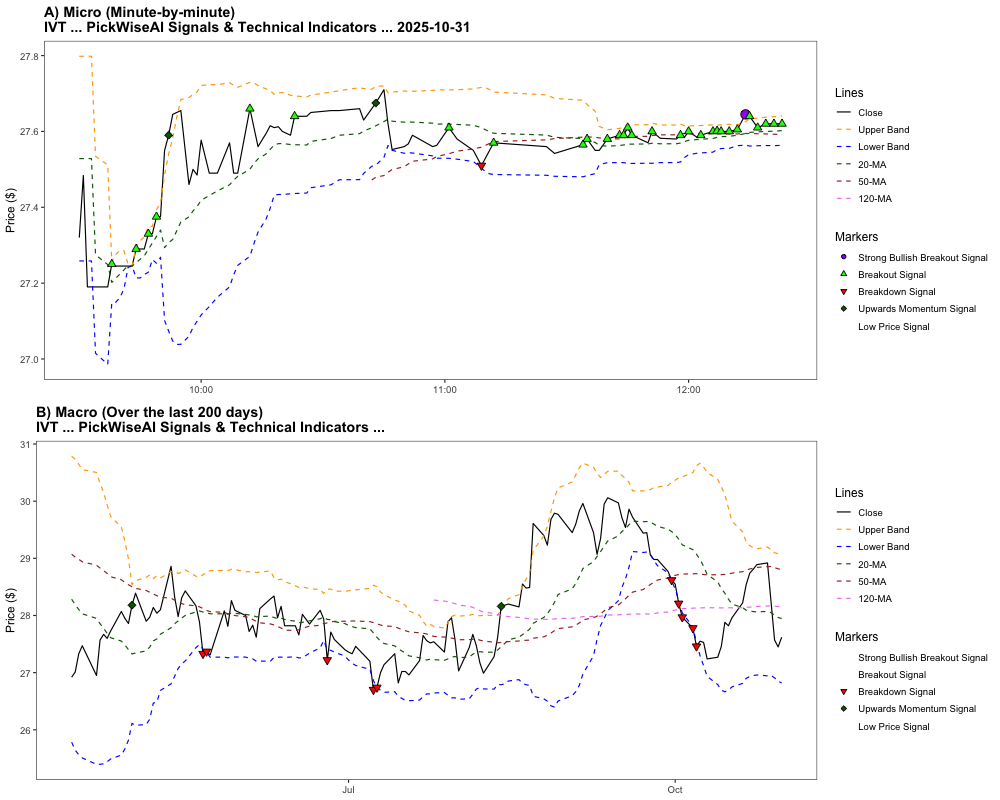 A) Micro (Minute-by-minute)
IVT ... PickWiseAI Signals & Technical Indicators ... 2025-10-31
Price ($)
27.8
27.6
27.4
27.2
27.0
10:00
11:00
12:00
Lines
Close
Upper Band
Lower Band
20-MA
50-MA
120-MA
Markers
Strong Bullish Breakout Signal
Breakout Signal
Breakdown Signal
Upwards Momentum Signal
Low Price Signal
B) Macro (Over the last 200 days)
IVT ... PickWiseAI Signals & Technical Indicators ...
Price ($)
31
30
29
28
27
26
Jul
Oct
Lines
Close
Upper Band
Lower Band
20-MA
50-MA
120-MA
Markers
Strong Bullish Breakout Signal
Breakout Signal
Breakdown Signal
Upwards Momentum Signal
Low Price Signal